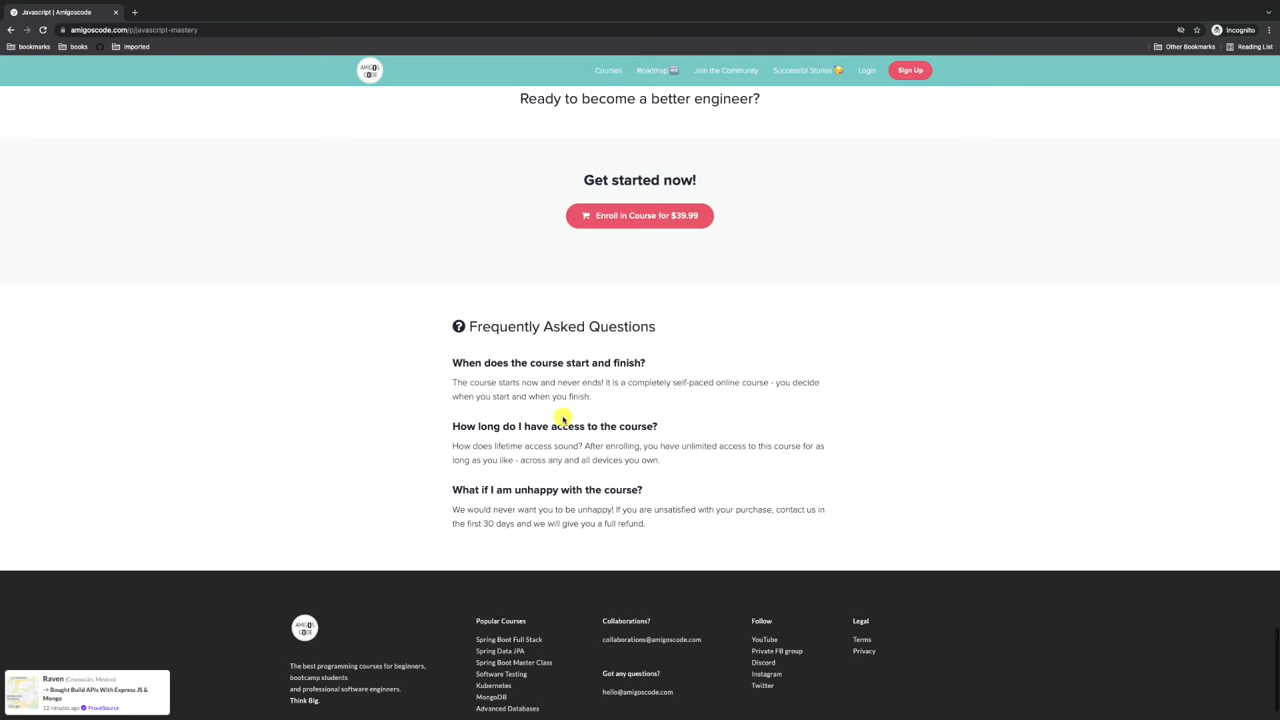 Javascript | Amigoscode
amigoscode.com/p/javascript-mastery
Incognito
bookmarks
books
imported
Other Bookmarks
Reading List
AMIGOS
CODE
Courses
Roadmap
Join the Community
Successful Stories
Login
Sign Up
Ready to become a better engineer?
Get started now!
Enroll in Course for $39.99
Frequently Asked Questions
When does the course start and finish?
The course starts now and never ends! It is a completely self-paced online course - you decide
when you start and when you finish.
How long do I have access to the course?
How does lifetime access sound? After enrolling, you have unlimited access to this course for as
long as you like - across any and all devices you own.
What if I am unhappy with the course?
We would never want you to be unhappy! If you are unsatisfied with your purchase, contact us in
the first 30 days and we will give you a full refund.
AMIGOS
CODE
The best programming courses for beginners,
bootcamp students
and professional software engineers.
Think Big.
Popular Courses
Spring Boot Full Stack
Spring Data JPA
Spring Boot Master Class
Software Testing
Kubernetes
MongoDB
Advanced Databases
Collaborations?
collaborations@amigoscode.com
Got any questions?
hello@amigoscode.com
Follow
YouTube
Private FB group
Discord
Instagram
Twitter
Legal
Terms
Privacy
Raven (Coyoacán, Mexico)
-> Bought Build APIs With Express JS &
Mongo
12 minutes ago ProveSource